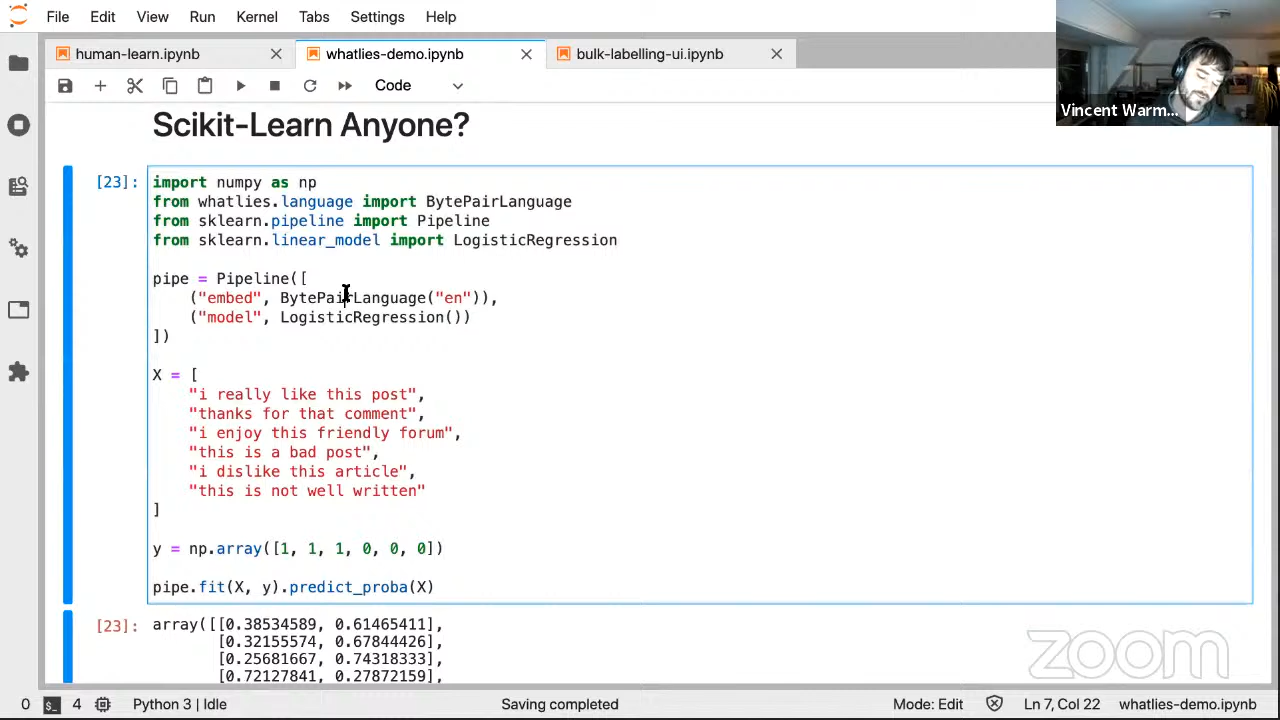 File Edit View Run Kernel Tabs Settings Help
human-learn.ipynb whatlies-demo.ipynb bulk-labelling-ui.ipynb
Code
Vincent Warm...
Scikit-Learn Anyone?
[23]:
import numpy as np
from whatlies.language import BytePairLanguage
from sklearn.pipeline import Pipeline
from sklearn.linear_model import LogisticRegression
pipe = Pipeline([
("embed", BytePairLanguage("en")),
("model", LogisticRegression())
])
X = [
"i really like this post",
"thanks for that comment",
"i enjoy this friendly forum",
"this is a bad post",
"i dislike this article",
"this is not well written"
]
y = np.array([1, 1, 1, 0, 0, 0])
pipe.fit(X, y).predict_proba(X)
[23]: array([[0.38534589, 0.61465411],
[0.32155574, 0.67844426],
[0.25681667, 0.74318333],
[0.72127841, 0.27872159],
zoom
0 $_ 4 Python 3 | Idle Saving completed Mode: Edit Ln 7, Col 22 whatlies-demo.ipynb